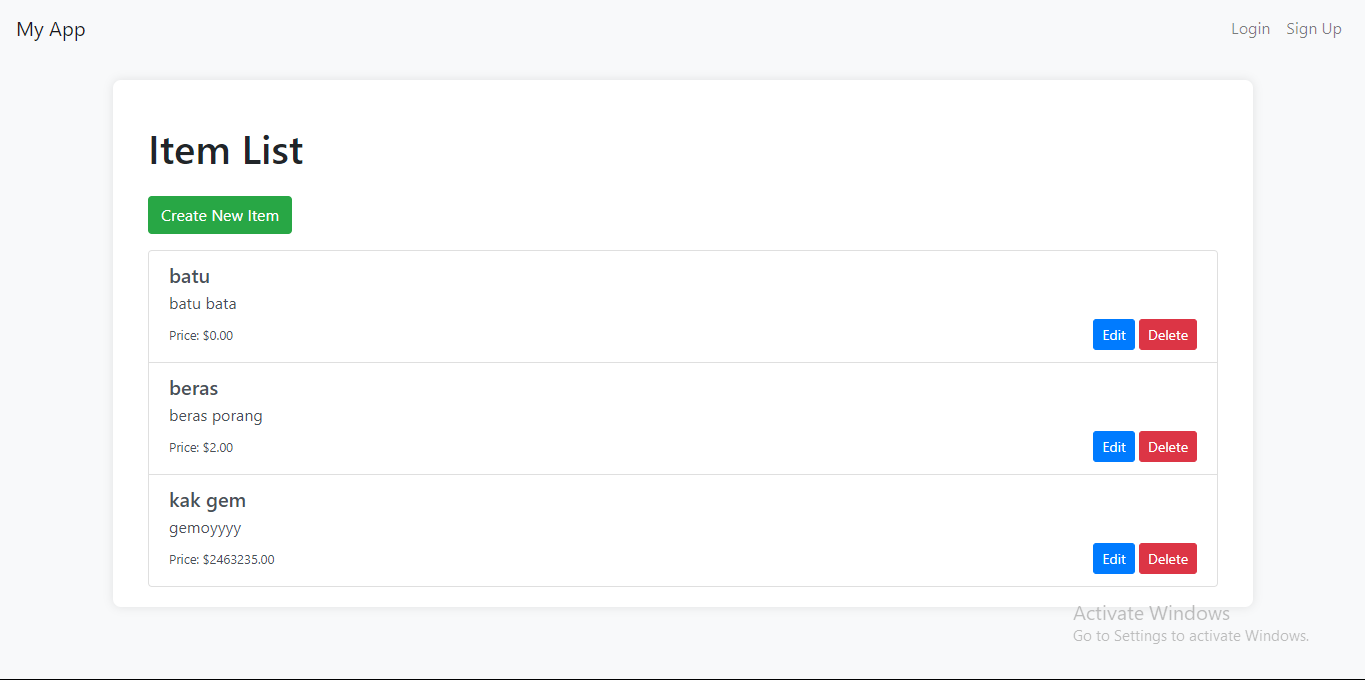 My App
Login Sign Up
Item List
Create New Item
batu
batu bata
Price: $0.00
Edit Delete
beras
beras porang
Price: $2.00
Edit Delete
kak gem
gemoyyyy
Price: $2463235.00
Edit Delete
Activate Windows
Go to Settings to activate Windows.